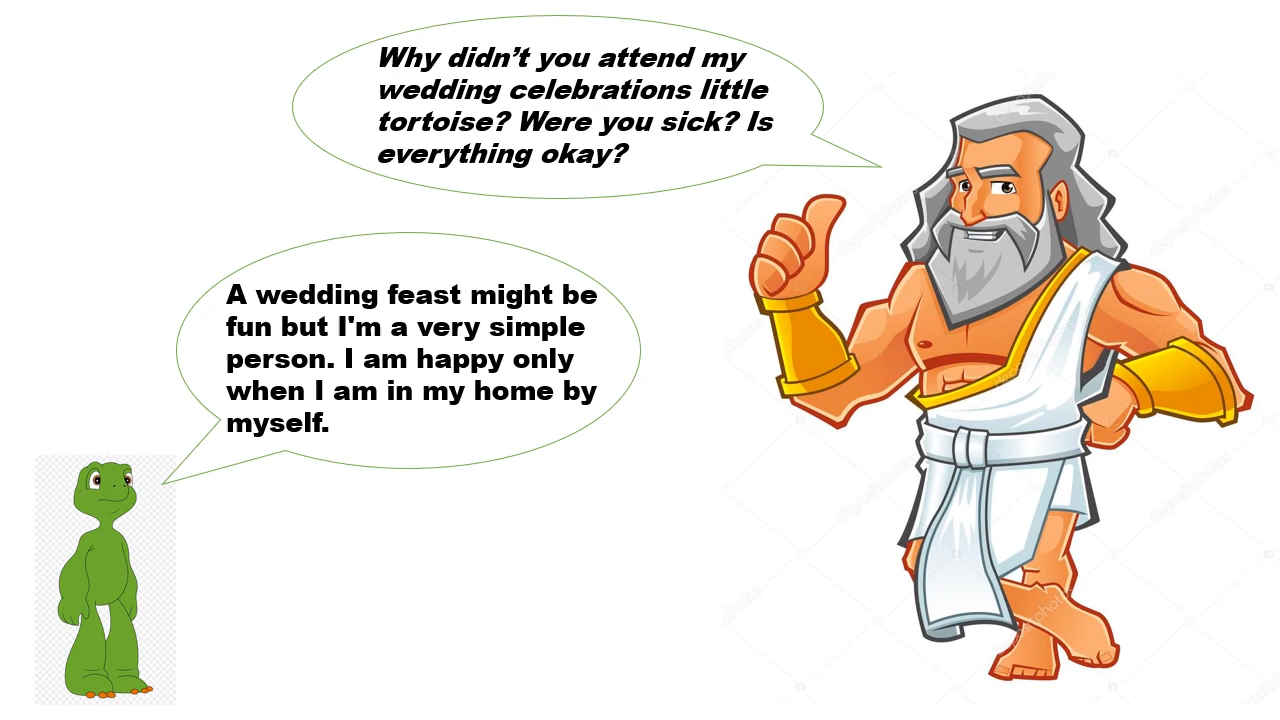 Why didn’t you attend my
wedding celebrations little
tortoise? Were you sick? Is
everything okay?
A wedding feast might be
fun but I'm a very simple
person. I am happy only
when I am in my home by
myself.